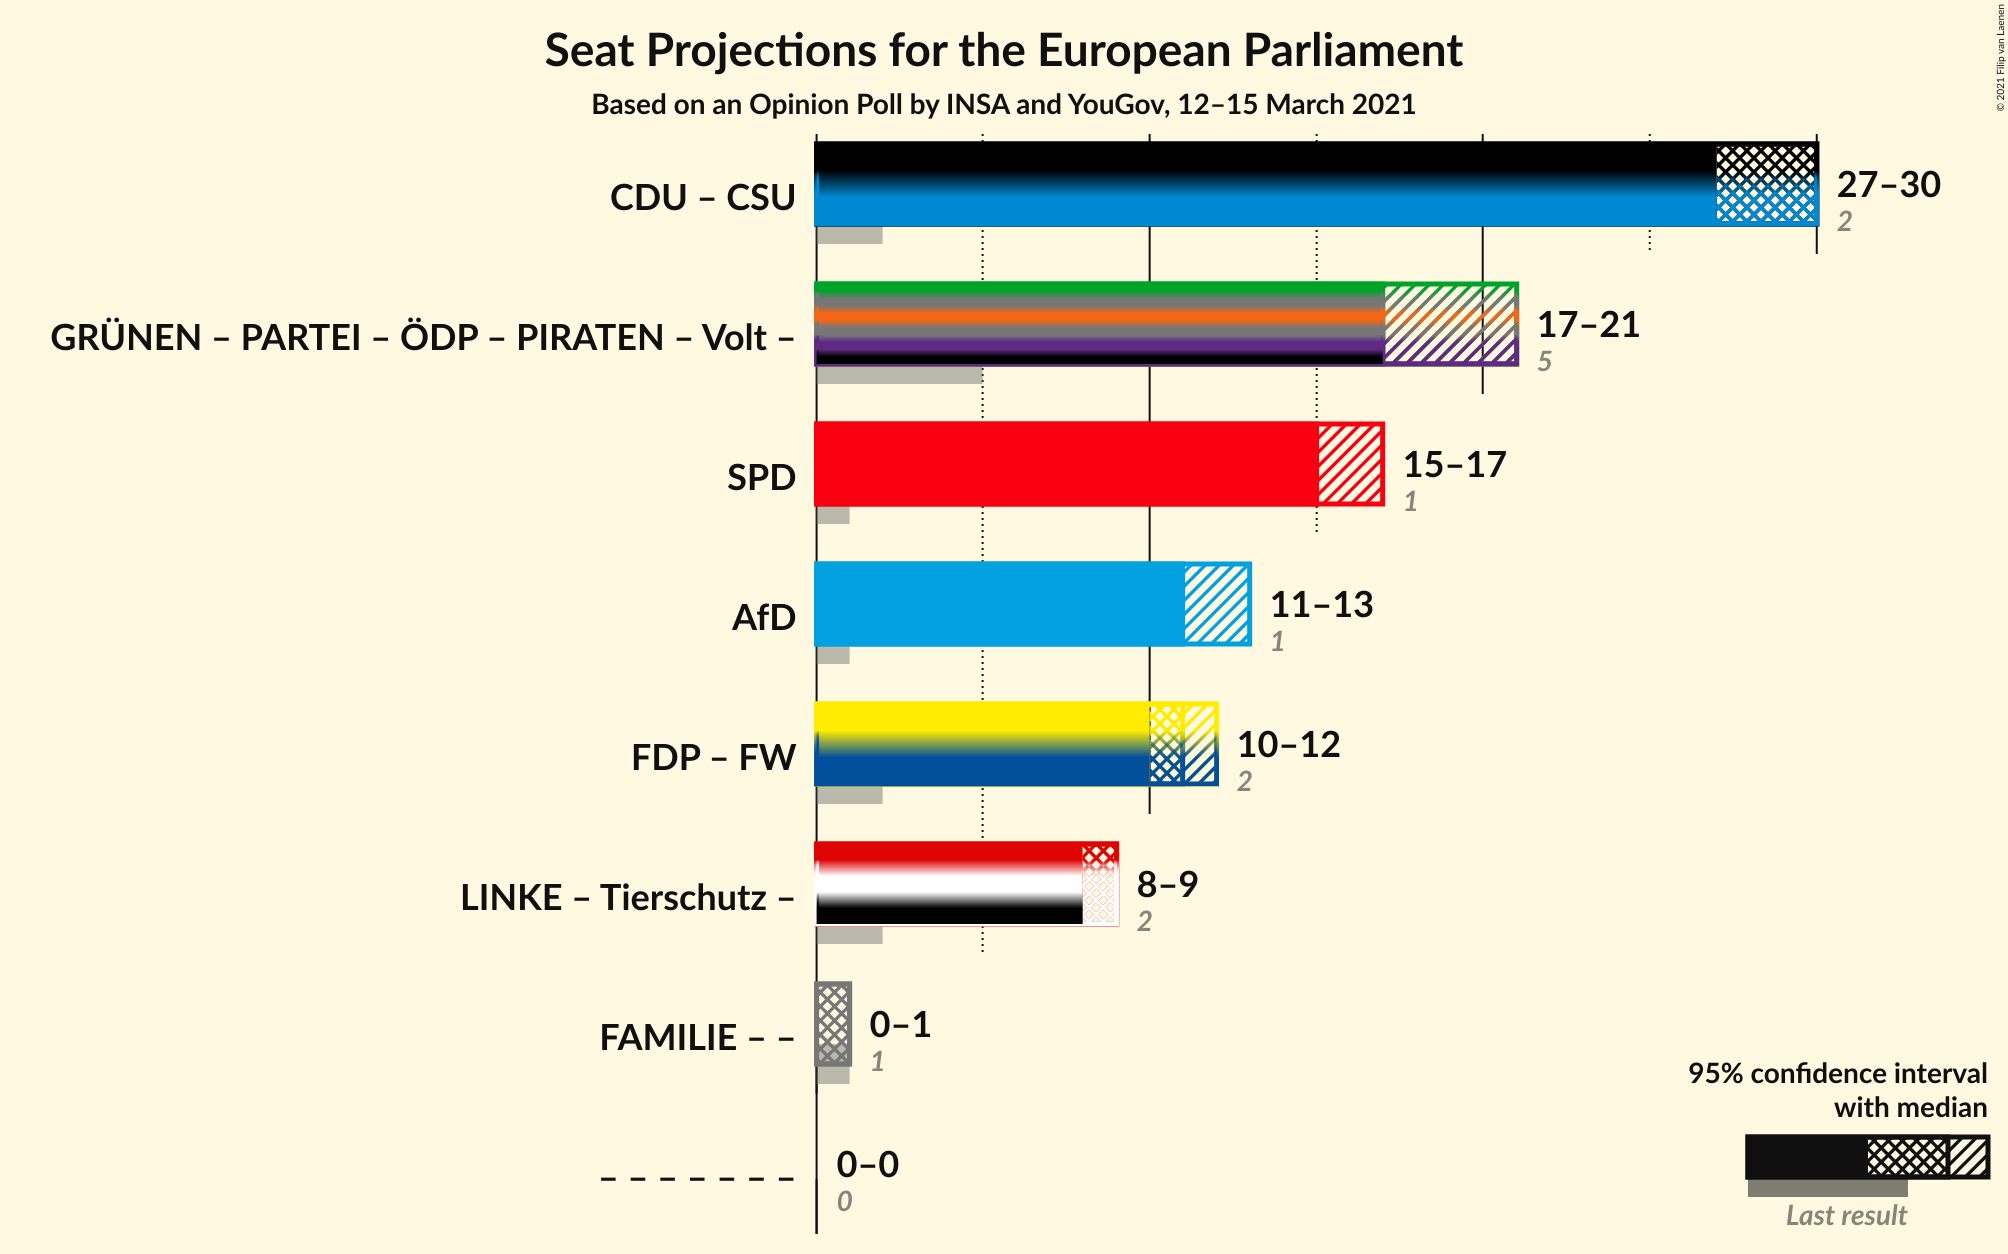 Seat Projections for the European Parliament
Based on an Opinion Poll by INSA and YouGov, 12–15 March 2021
© 2021 Filip van Laenen
CDU – CSU
27–30
2
GRÜNEN – PARTEI – ÖDP – PIRATEN – Volt –
17–21
5
SPD
15–17
1
AfD
11–13
1
FDP – FW
10–12
2
LINKE – Tierschutz –
8–9
2
FAMILIE – –
0–1
1
– – – – – – –
0–0
0
95% confidence interval
with median
Last result